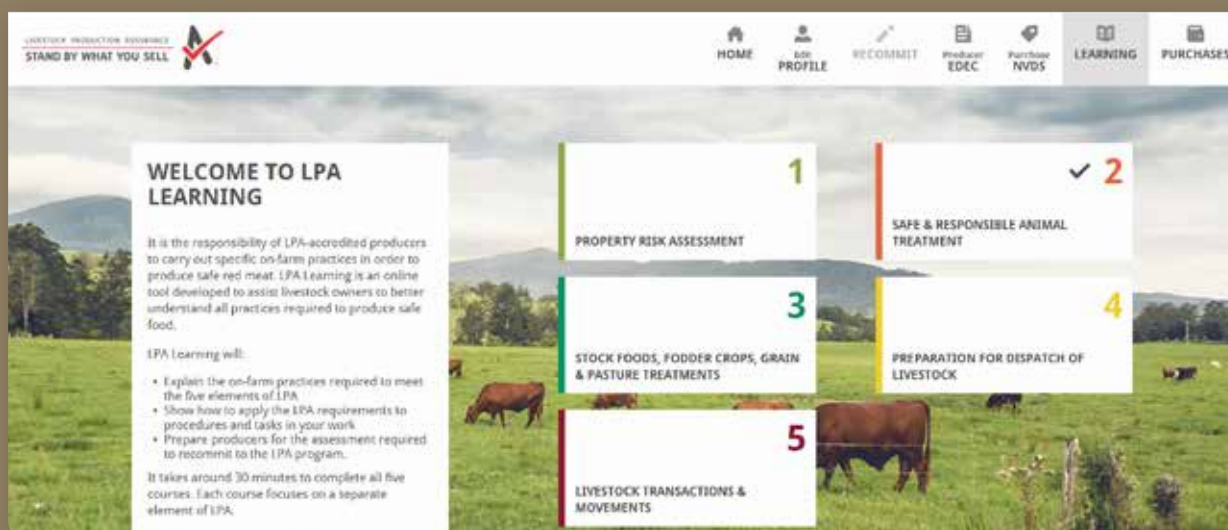 LIVESTOCK PRODUCTION ASSURANCE
STAND BY WHAT YOU SELL
HOME
Edit
PROFILE
RECOMMIT
Producer
EDEC
Purchase
NVDS
LEARNING
PURCHASES
WELCOME TO LPA
LEARNING
It is the responsibility of LPA-accredited producers
to carry out specific on-farm practices in order to
produce safe red meat. LPA Learning is an online
tool developed to assist livestock owners to better
understand all practices required to produce safe
food.
LPA Learning will:
• Explain the on-farm practices required to meet
the five elements of LPA
• Show how to apply the LPA requirements to
procedures and tasks in your work
• Prepare producers for the assessment required
to recommit to the LPA program.
It takes around 30 minutes to complete all five
courses. Each course focuses on a separate
element of LPA.
1
PROPERTY RISK ASSESSMENT
2
SAFE & RESPONSIBLE ANIMAL
TREATMENT
3
STOCK FOODS, FODDER CROPS, GRAIN
& PASTURE TREATMENTS
4
PREPARATION FOR DISPATCH OF
LIVESTOCK
5
LIVESTOCK TRANSACTIONS &
MOVEMENTS